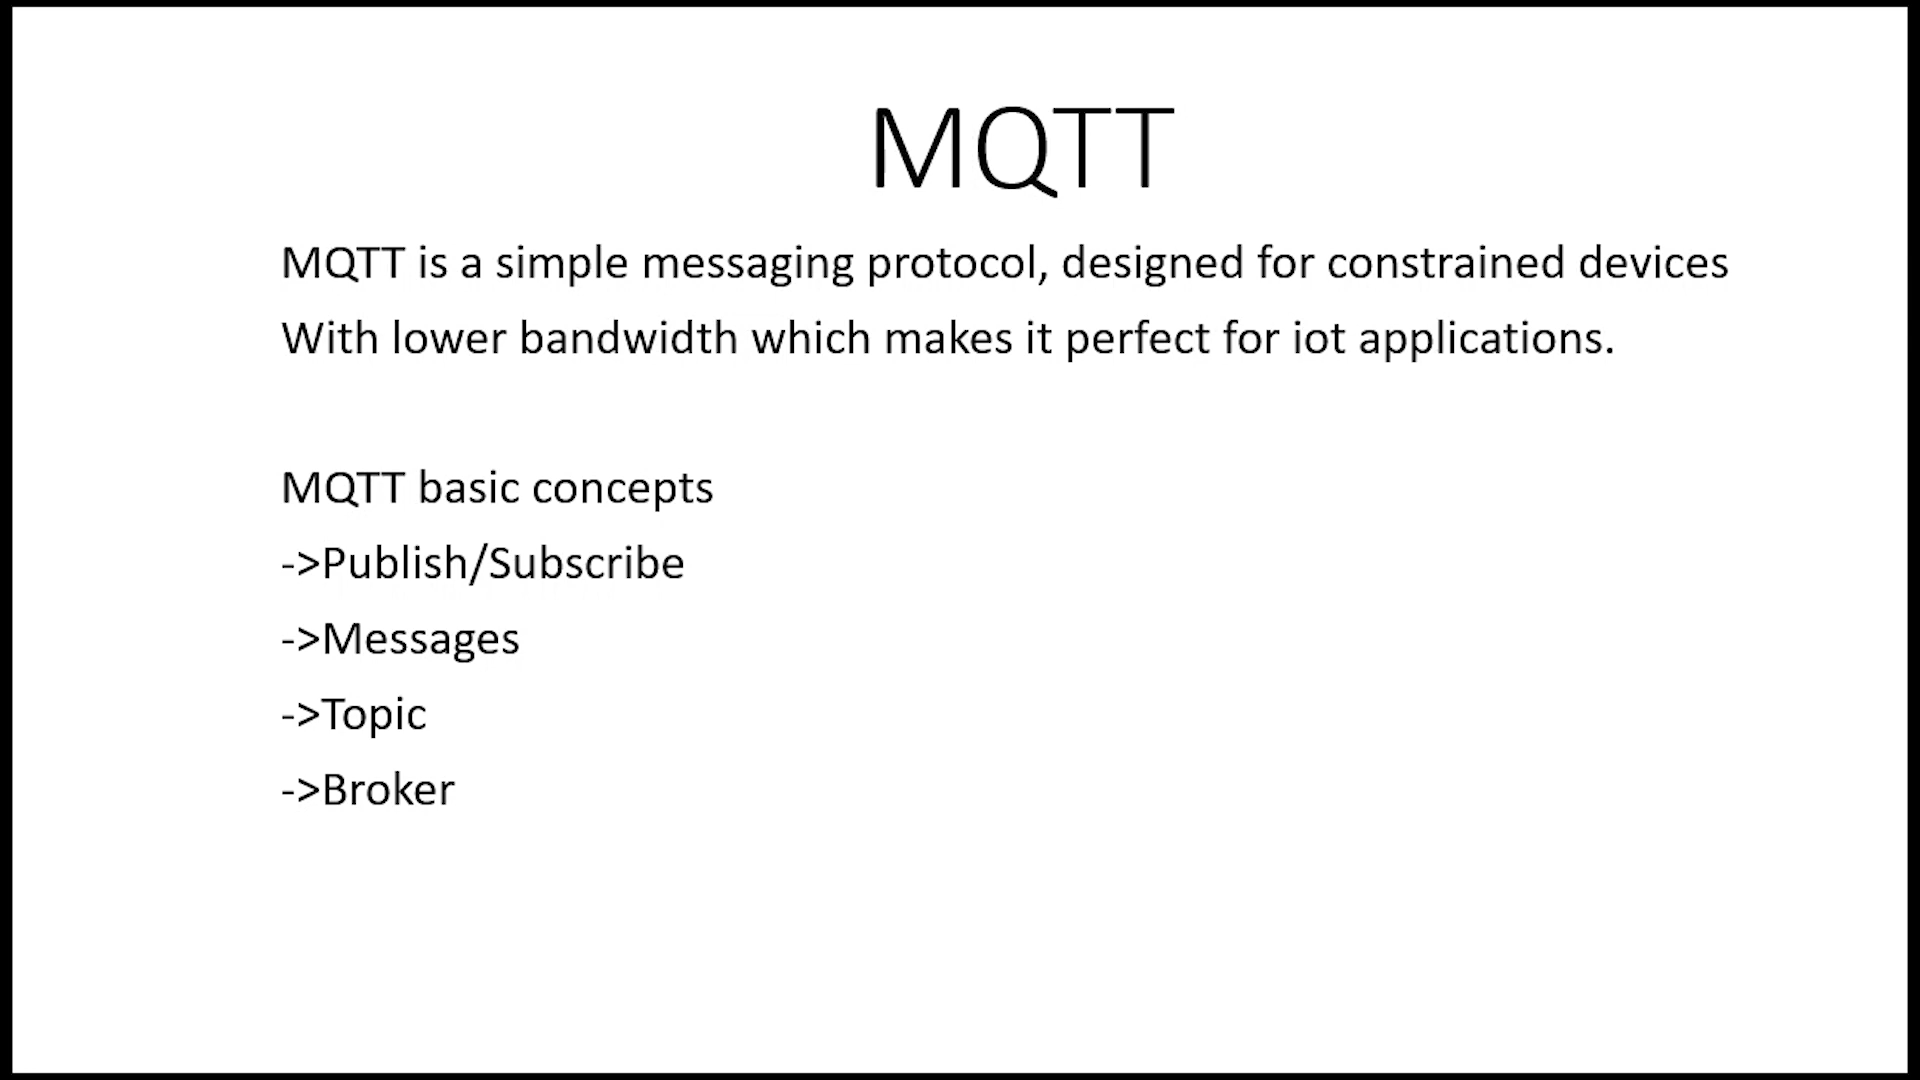 MQTT
MQTT is a simple messaging protocol, designed for constrained devices
With lower bandwidth which makes it perfect for iot applications.
MQTT basic concepts
->Publish/Subscribe
->Messages
->Topic
->Broker